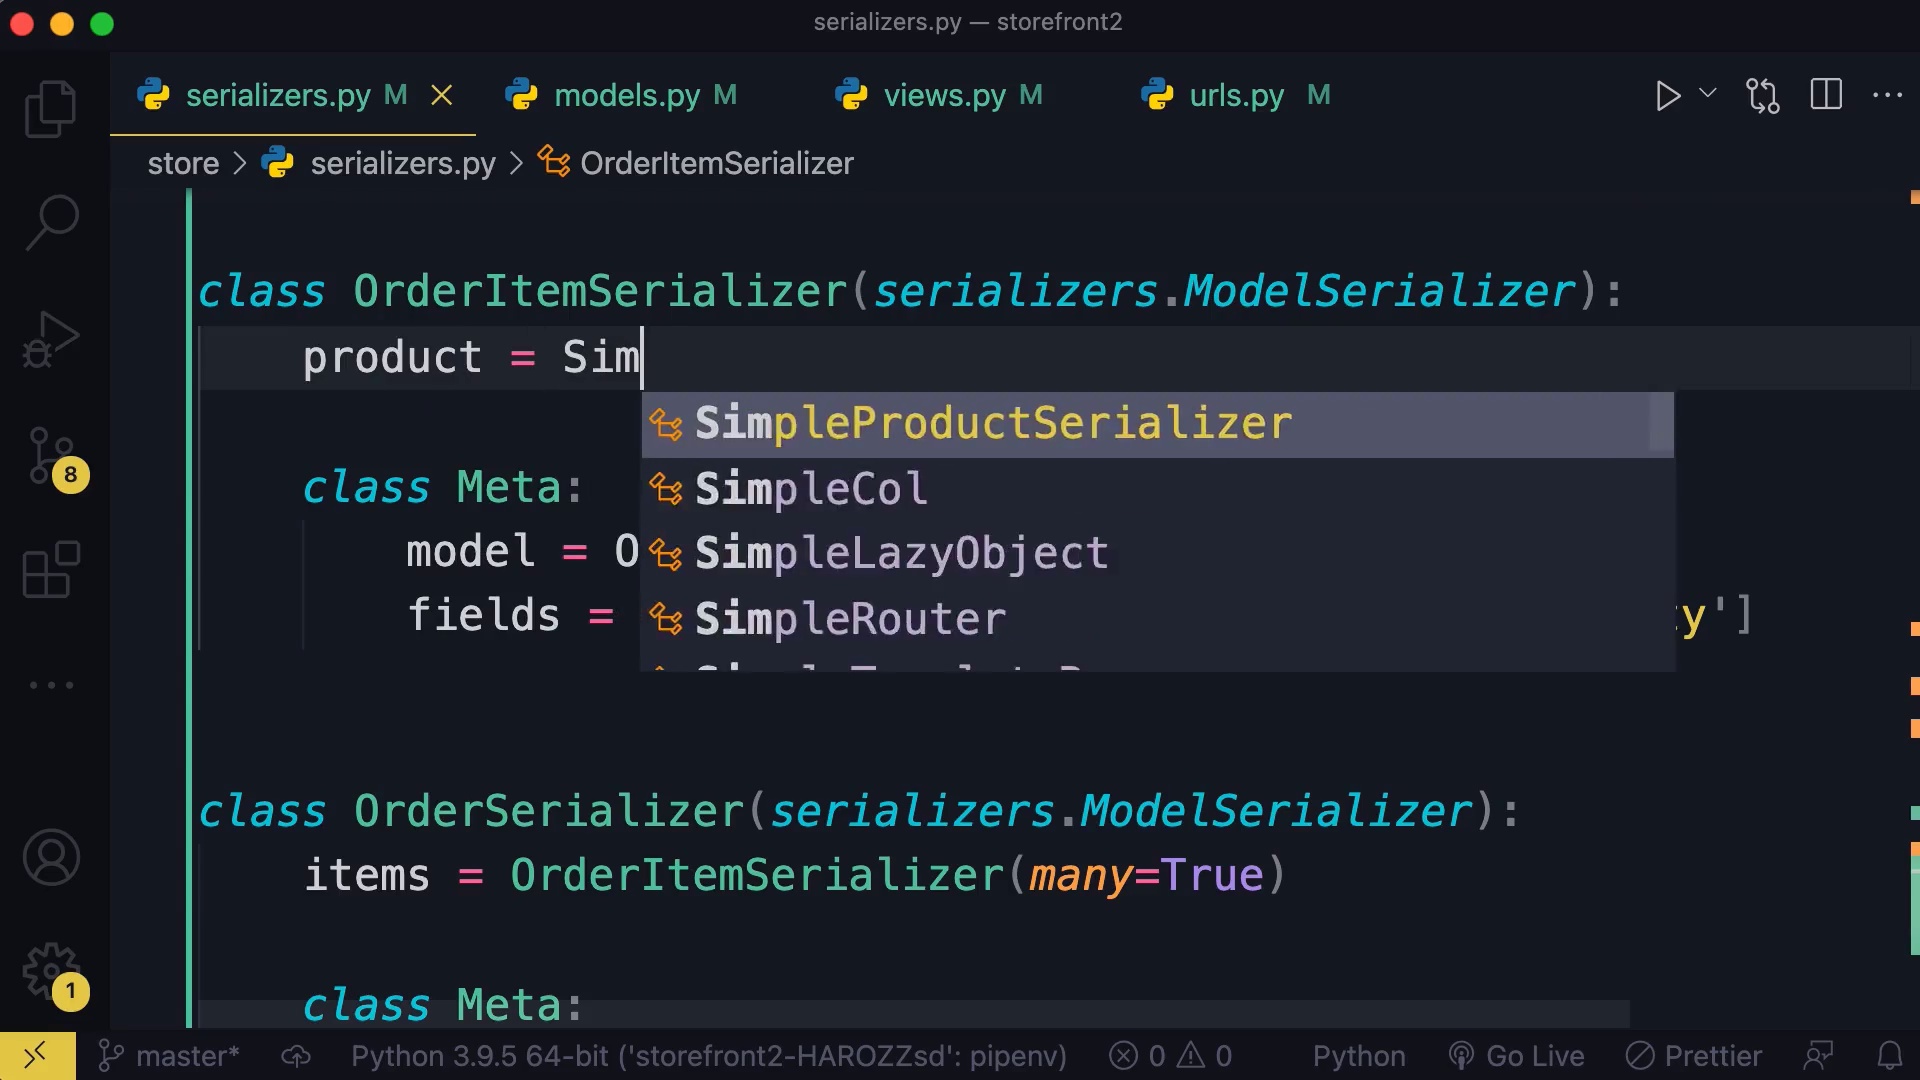 serializers.py — storefront2
serializers.py M models.py M views.py M urls.py M
store > serializers.py > OrderItemSerializer
class OrderItemSerializer(serializers.ModelSerializer):
product = Sim
SimpleProductSerializer
SimpleCol
class Meta:
SimpleLazyObject
model = O
SimpleRouter
fields = y']
class OrderSerializer(serializers.ModelSerializer):
items = OrderItemSerializer(many=True)
class Meta:
8
1
master* Python 3.9.5 64-bit ('storefront2-HAROZZsd': pipenv) 0 0 Python Go Live Prettier